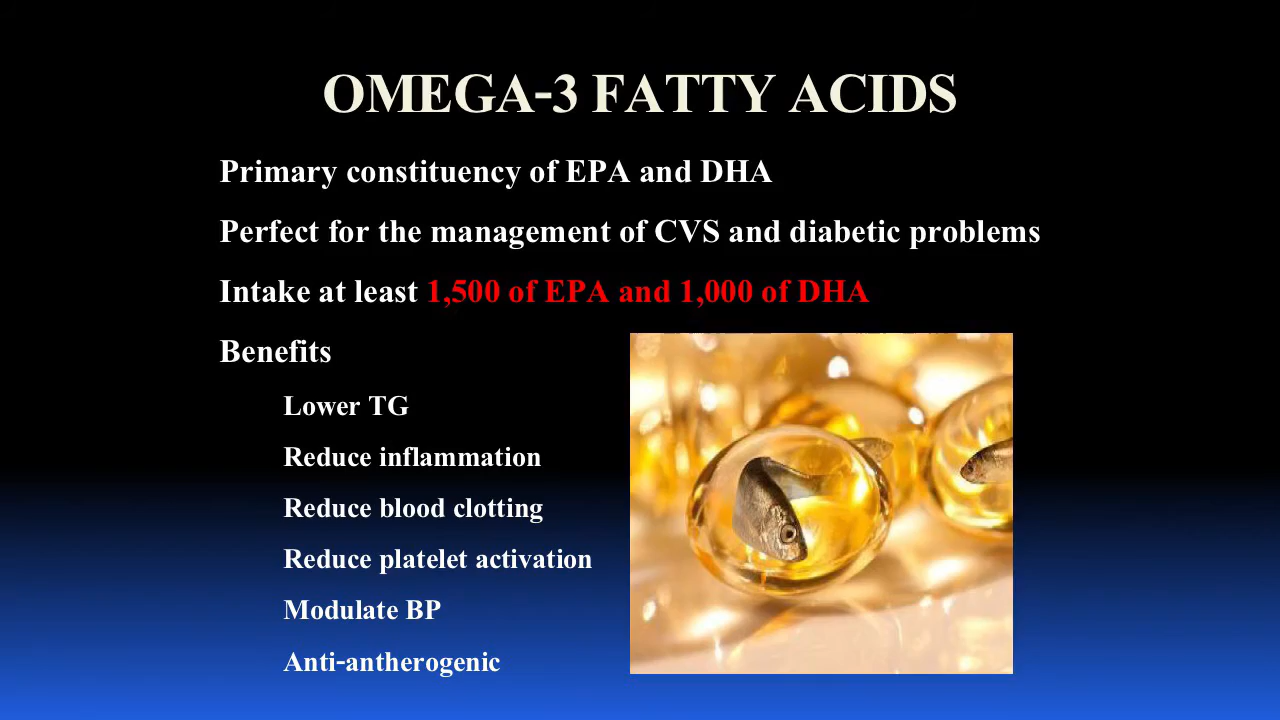 OMEGA-3 FATTY ACIDS
Primary constituency of EPA and DHA
Perfect for the management of CVS and diabetic problems
Intake at least 1,500 of EPA and 1,000 of DHA
Benefits
Lower TG
Reduce inflammation
Reduce blood clotting
Reduce platelet activation
Modulate BP
Anti-antherogenic